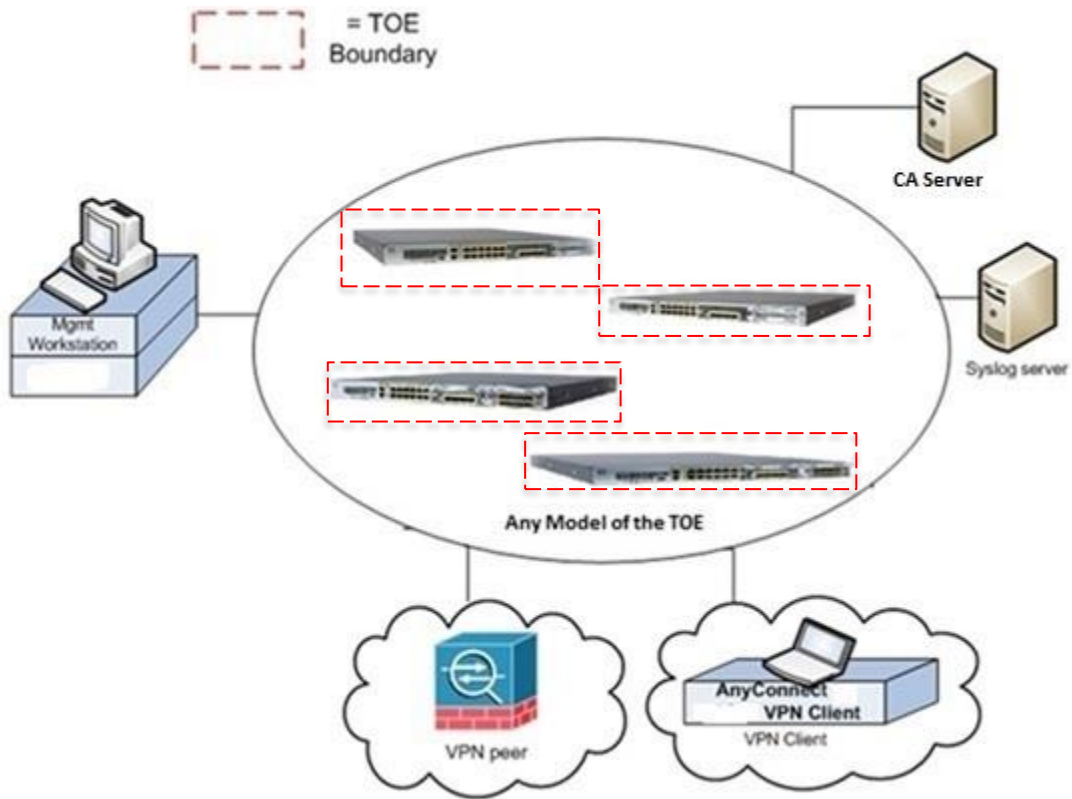 = TOE
Boundary
CA Server
Mgmt
Workstation
Syslog server
Any Model of the TOE
AnyConnect
VPN Client
VPN peer
VPN Client